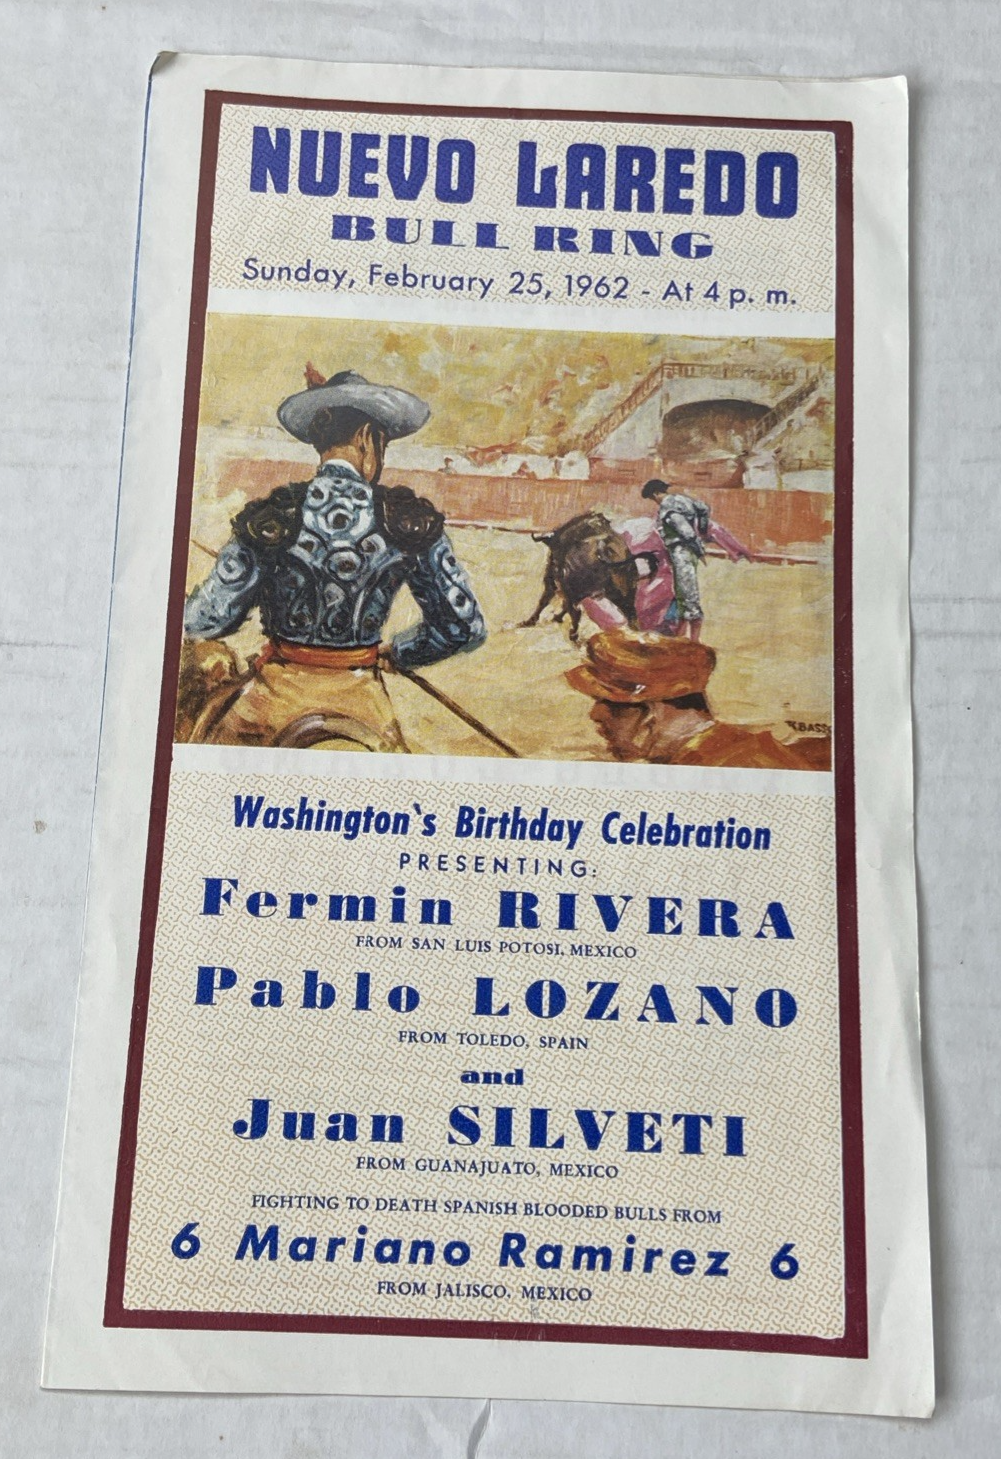 NUEVO LAREDO
BULL RING
Sunday, February 25, 1962 - At 4 p. m.
Washington's Birthday Celebration
PRESENTING:
Fermin RIVERA
FROM SAN LUIS POTOSI, MEXICO
Pablo LOZANO
FROM TOLEDO, SPAIN
and
Juan SILVETI
FROM GUANAJUATO, MEXICO
FIGHTING TO DEATH SPANISH BLOODED BULLS FROM
6 Mariano Ramirez 6
FROM JALISCO, MEXICO